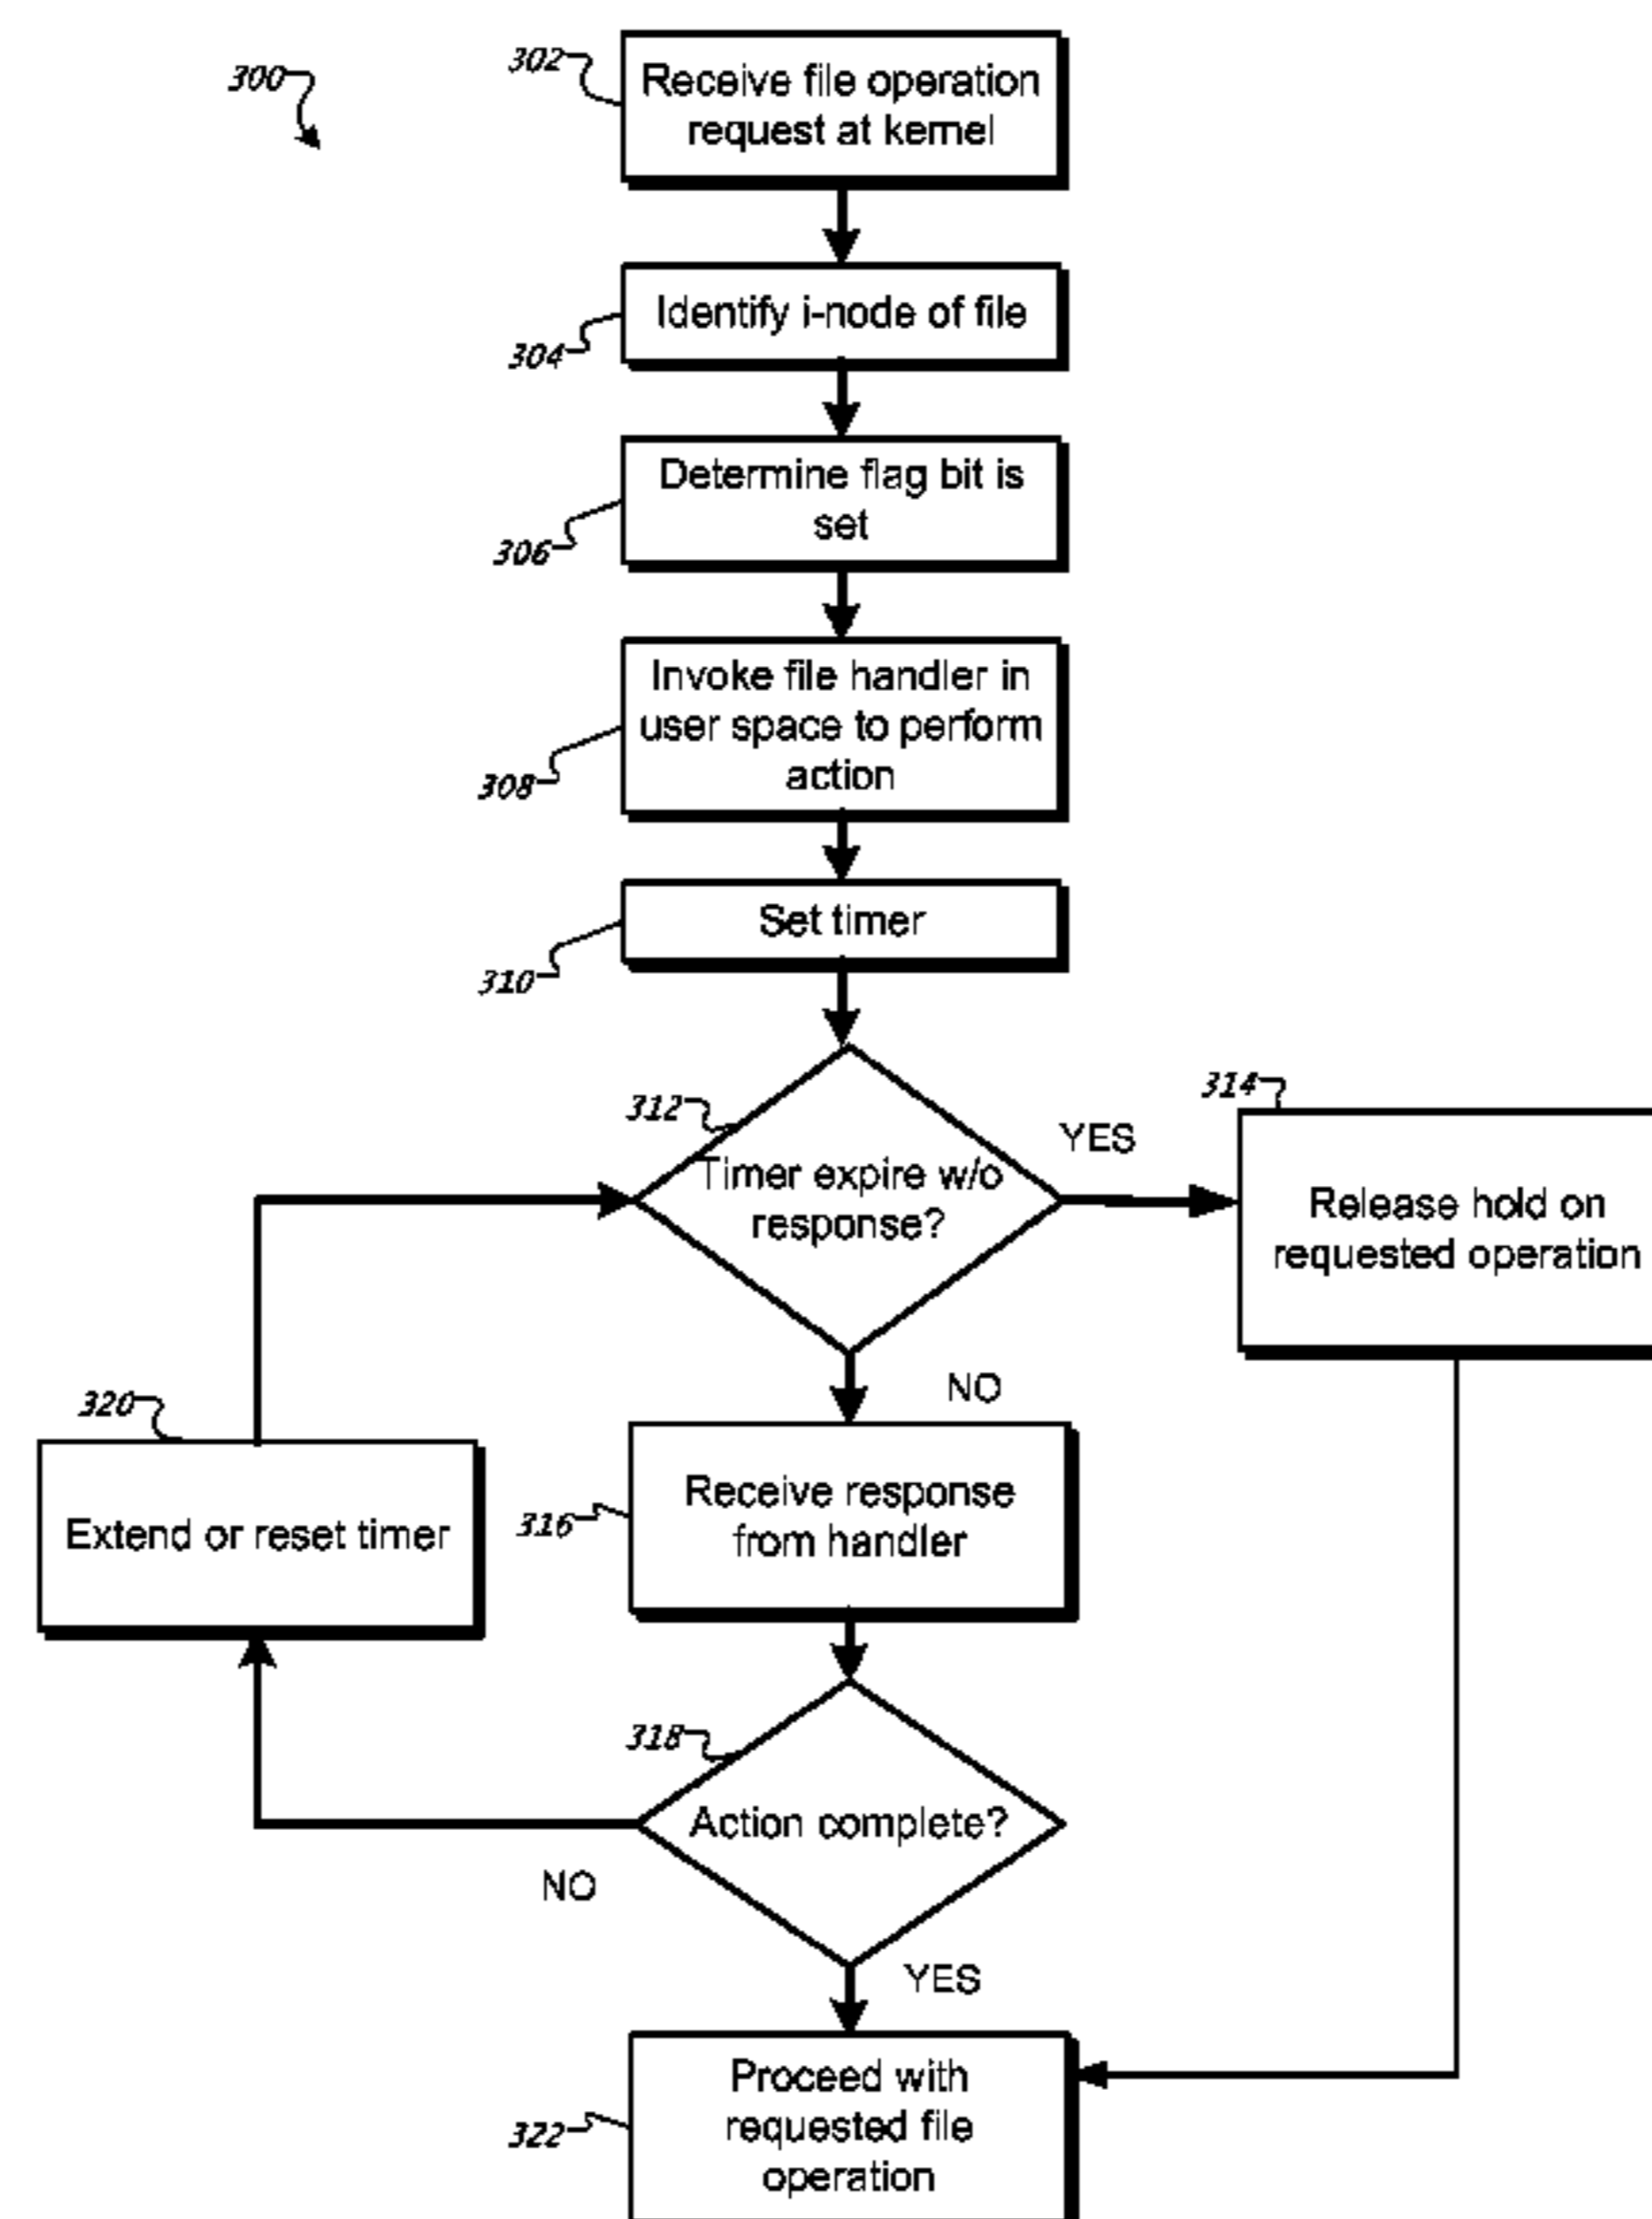 300
302
Receive file operation
request at kernel
304
Identify i-node of file
306
Determine flag bit is
set
308
Invoke file handler in
user space to perform
action
310
Set timer
312
Timer expire w/o
response?
YES
314
Release hold on
requested operation
NO
320
Extend or reset timer
316
Receive response
from handler
318
Action complete?
NO
YES
322
Proceed with
requested file
operation